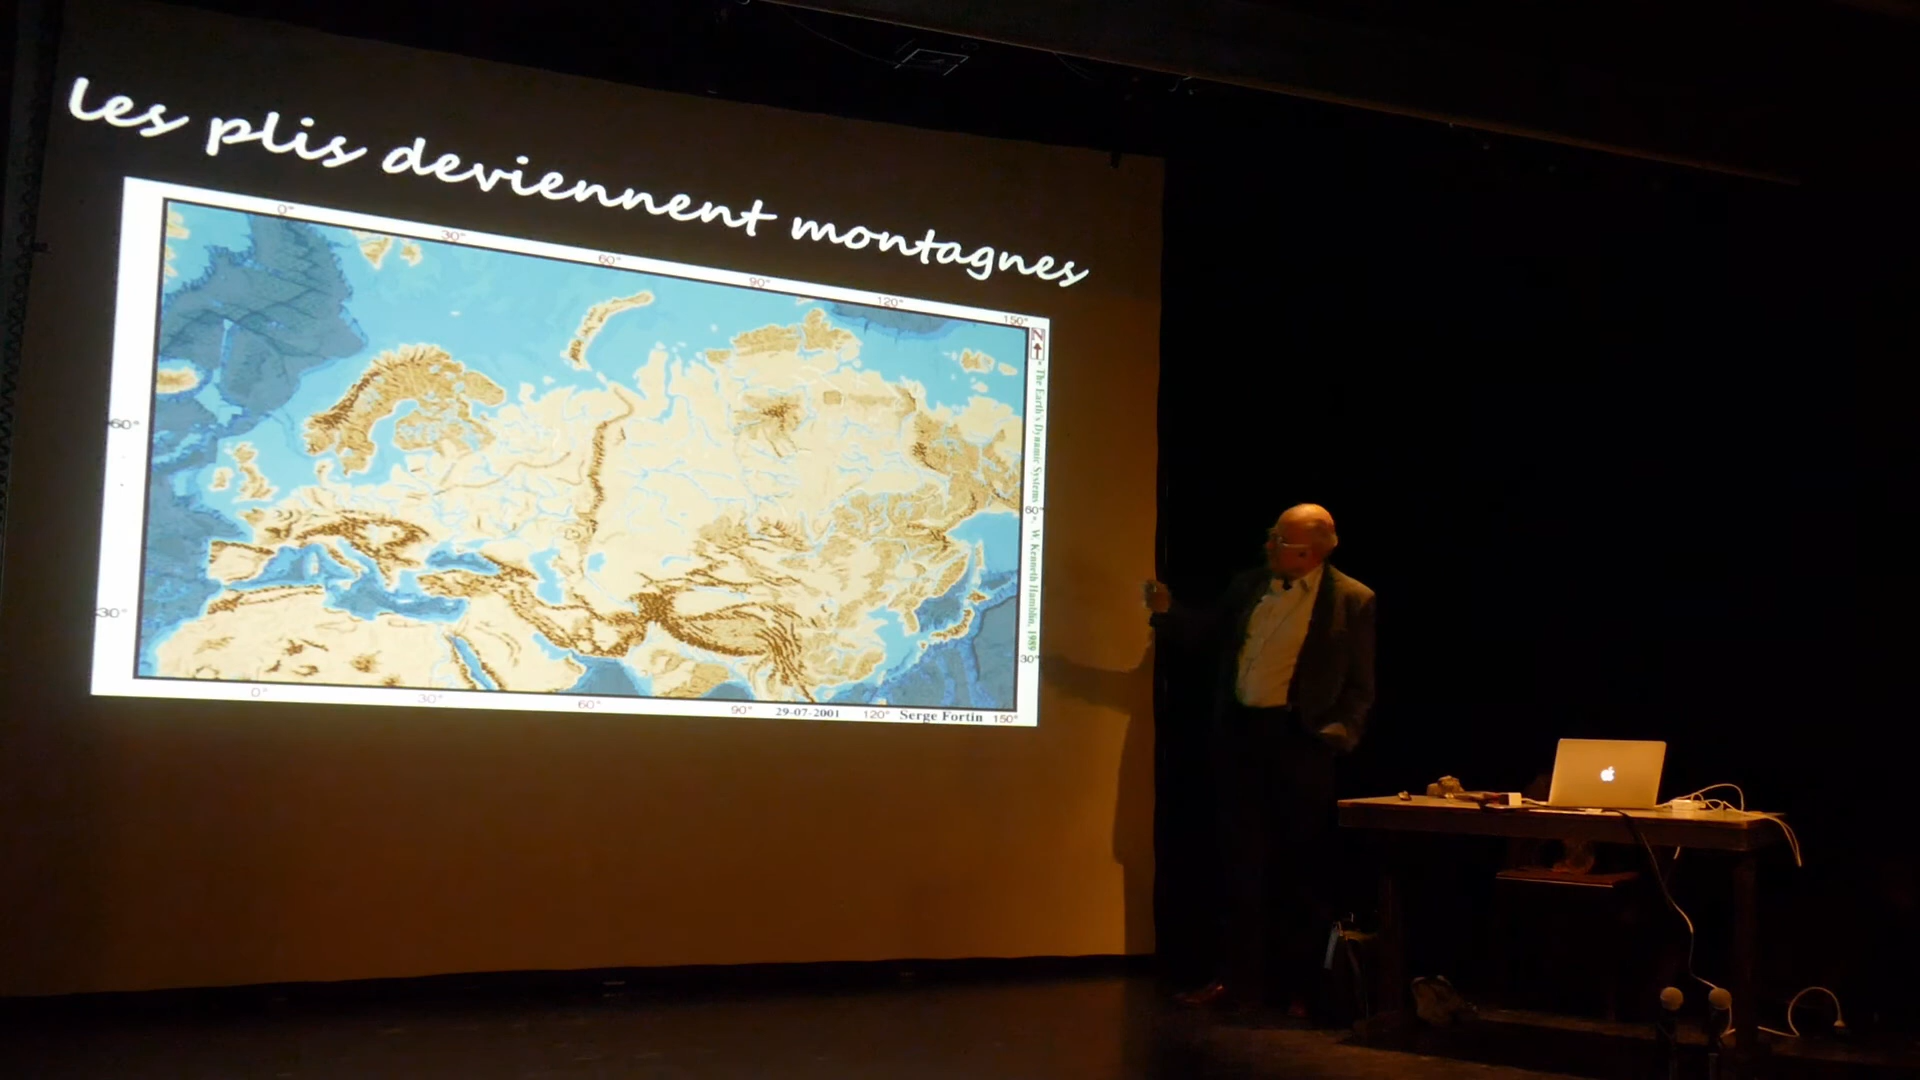 les plis deviennent montagnes
0° 30° 60° 90° 120° 150°
N
60° 60°
30° 30°
"The Earth's Dynamic Systems", W. Kenneth Hamblin, 1989
0° 30° 60° 90° 29-07-2001 120° Serge Fortin 150°